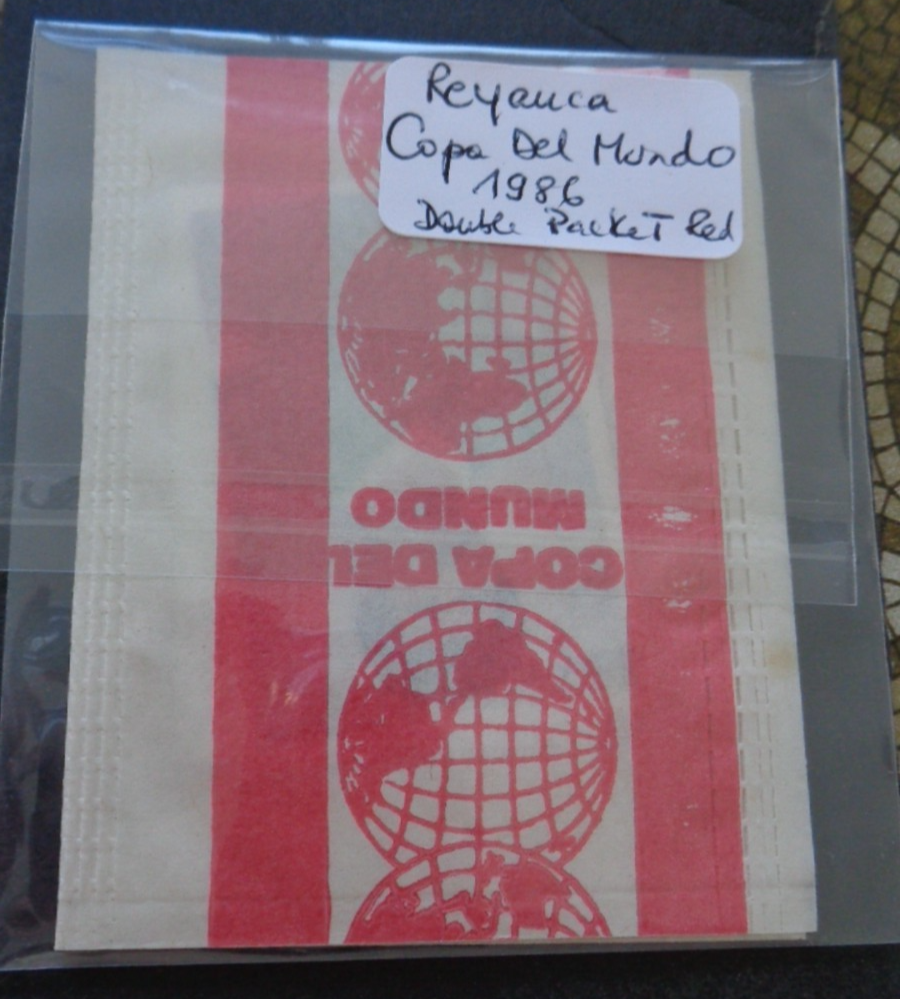 Reyauca
Copa Del Mundo
1986
Double Packet Red
COPA DEL
MUNDO